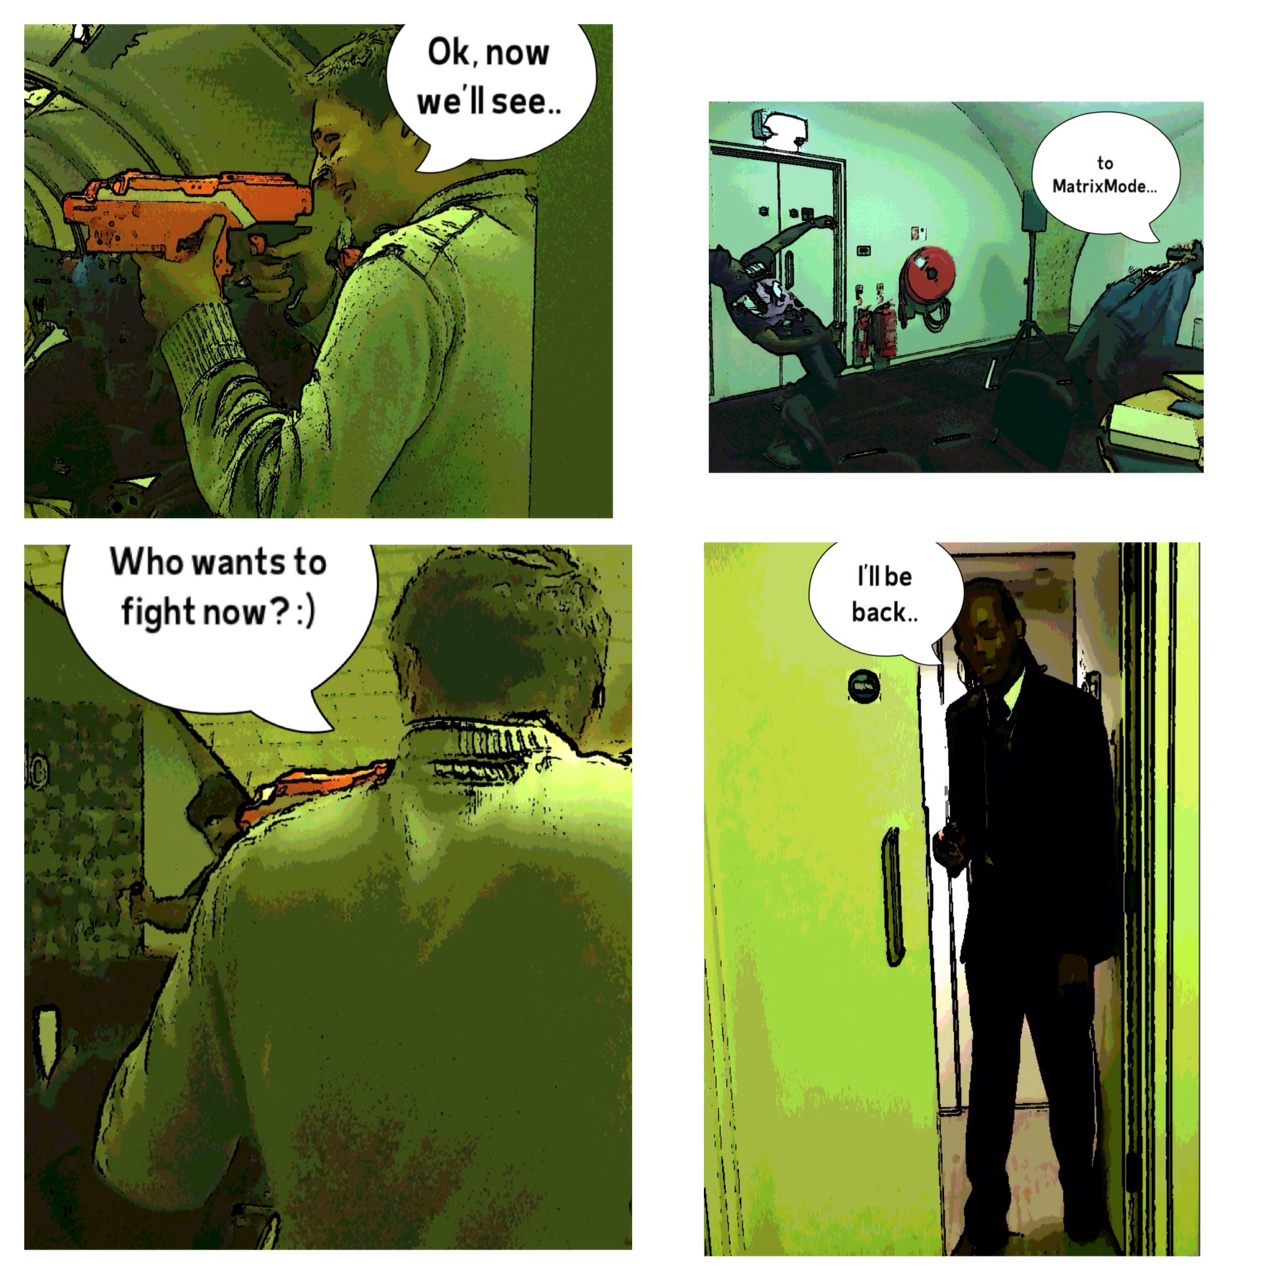 Ok, now
we'll see..
to
MatrixMode...
Who wants to
fight now? :)
I'll be
back..